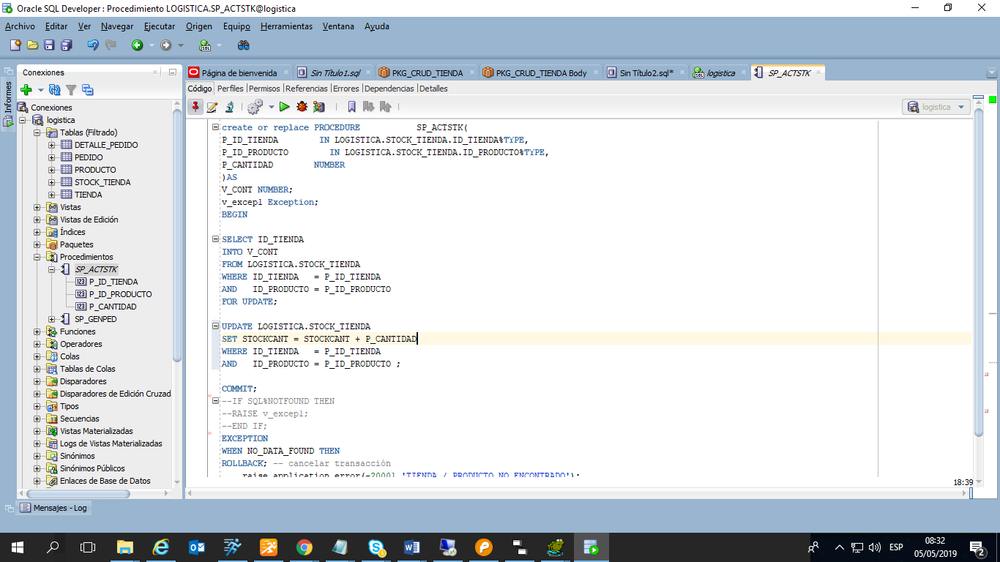 Oracle SQL Developer : Procedimiento LOGISTICA.SP_ACTSTK@logistica
Archivo Editar Ver Navegar Ejecutar Origen Equipo Herramientas Ventana Ayuda
Informes
Conexiones
Conexiones
logistica
Tablas (Filtrado)
DETALLE_PEDIDO
PEDIDO
PRODUCTO
STOCK_TIENDA
TIENDA
Vistas
Vistas de Edición
Índices
Paquetes
Procedimientos
SP_ACTSTK
P_ID_TIENDA
P_ID_PRODUCTO
P_CANTIDAD
SP_GENPED
Funciones
Operadores
Colas
Tablas de Colas
Disparadores
Disparadores de Edición Cruzad
Tipos
Secuencias
Vistas Materializadas
Logs de Vistas Materializadas
Sinónimos
Sinónimos Públicos
Enlaces de Base de Datos
Página de bienvenida Sin Título1.sql PKG_CRUD_TIENDA PKG_CRUD_TIENDA Body Sin Título2.sql* logistica SP_ACTSTK
Código Perfiles Permisos Referencias Errores Dependencias Detalles
logistica
create or replace PROCEDURE SP_ACTSTK(
P_ID_TIENDA IN LOGISTICA.STOCK_TIENDA.ID_TIENDA%TYPE,
P_ID_PRODUCTO IN LOGISTICA.STOCK_TIENDA.ID_PRODUCTO%TYPE,
P_CANTIDAD NUMBER
)AS
V_CONT NUMBER;
v_excep1 Exception;
BEGIN
SELECT ID_TIENDA
INTO V_CONT
FROM LOGISTICA.STOCK_TIENDA
WHERE ID_TIENDA = P_ID_TIENDA
AND ID_PRODUCTO = P_ID_PRODUCTO
FOR UPDATE;
UPDATE LOGISTICA.STOCK_TIENDA
SET STOCKCANT = STOCKCANT + P_CANTIDAD
WHERE ID_TIENDA = P_ID_TIENDA
AND ID_PRODUCTO = P_ID_PRODUCTO ;
COMMIT;
--IF SQL%NOTFOUND THEN
--RAISE v_excep1;
--END IF;
EXCEPTION
WHEN NO_DATA_FOUND THEN
ROLLBACK; -- cancelar transacción
raise_application_error(-20001,'TIENDA / PRODUCTO NO ENCONTRADO');
18:39
Mensajes - Log
ESP
08:32
05/05/2019
2